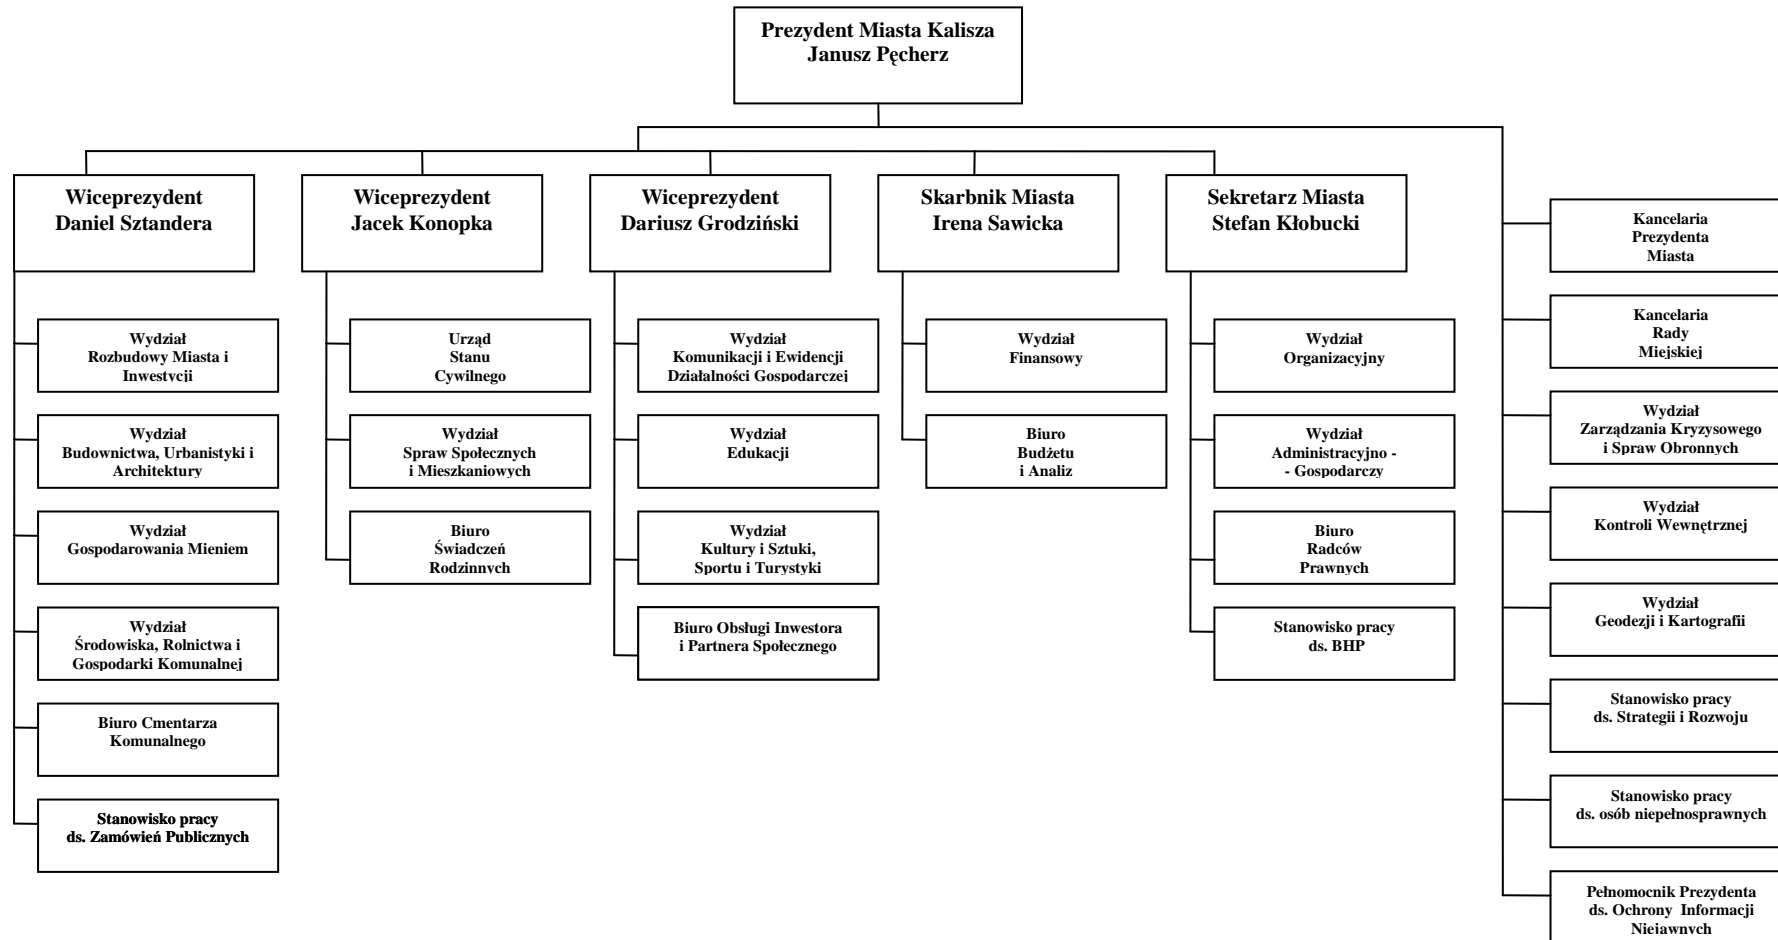 Prezydent Miasta Kalisza
Janusz Pęcherz
Wiceprezydent
Daniel Sztandera
Wiceprezydent
Jacek Konopka
Wiceprezydent
Dariusz Grodziński
Skarbnik Miasta
Irena Sawicka
Sekretarz Miasta
Stefan Kłobucki
Wydział
Rozbudowy Miasta i
Inwestycji
Wydział
Budownictwa, Urbanistyki i
Architektury
Wydział
Gospodarowania Mieniem
Wydział
Środowiska, Rolnictwa i
Gospodarki Komunalnej
Biuro Cmentarza
Komunalnego
Stanowisko pracy
ds. Zamówień Publicznych
Urząd
Stanu
Cywilnego
Wydział
Spraw Społecznych
i Mieszkaniowych
Biuro
Świadczeń
Rodzinnych
Wydział
Komunikacji i Ewidencji
Działalności Gospodarczej
Wydział
Edukacji
Wydział
Kultury i Sztuki,
Sportu i Turystyki
Biuro Obsługi Inwestora
i Partnera Społecznego
Wydział
Finansowy
Biuro
Budżetu
i Analiz
Wydział
Organizacyjny
Wydział
Administracyjno -
- Gospodarczy
Biuro
Radców
Prawnych
Stanowisko pracy
ds. BHP
Kancelaria
Prezydenta
Miasta
Kancelaria
Rady
Miejskiej
Wydział
Zarządzania Kryzysowego
i Spraw Obronnych
Wydział
Kontroli Wewnętrznej
Wydział
Geodezji i Kartografii
Stanowisko pracy
ds. Strategii i Rozwoju
Stanowisko pracy
ds. osób niepełnosprawnych
Pełnomocnik Prezydenta
ds. Ochrony Informacji
Niejawnych